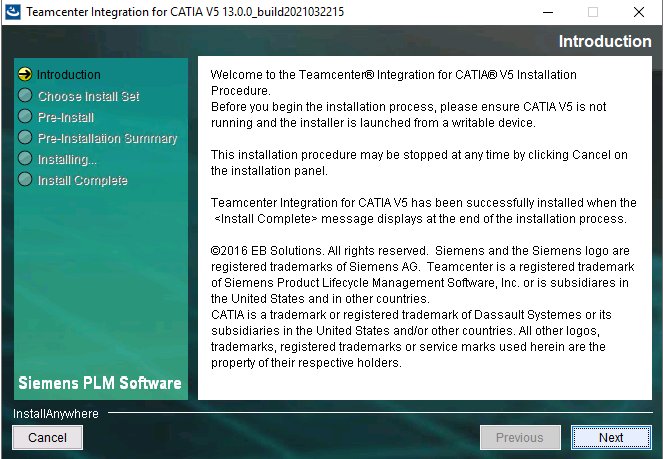 Teamcenter Integration for CATIA V5 13.0.0_build2021032215
Introduction
Introduction
Choose Install Set
Pre-Install
Pre-Installation Summary
Installing...
Install Complete
Siemens PLM Software
Welcome to the Teamcenter® Integration for CATIA® V5 Installation
Procedure.
Before you begin the installation process, please ensure CATIA V5 is not
running and the installer is launched from a writable device.
This installation procedure may be stopped at any time by clicking Cancel on
the installation panel.
Teamcenter Integration for CATIA V5 has been successfully installed when the
<Install Complete> message displays at the end of the installation process.
©2016 EB Solutions. All rights reserved.  Siemens and the Siemens logo are
registered trademarks of Siemens AG.  Teamcenter is a registered trademark
of Siemens Product Lifecycle Management Software, Inc. or is subsidiares in
the United States and in other countries.
CATIA is a trademark or registered trademark of Dassault Systemes or its
subsidiaries in the United States and/or other countries. All other logos,
trademarks, registered trademarks or service marks used herein are the
property of their respective holders.
InstallAnywhere
Cancel
Previous
Next